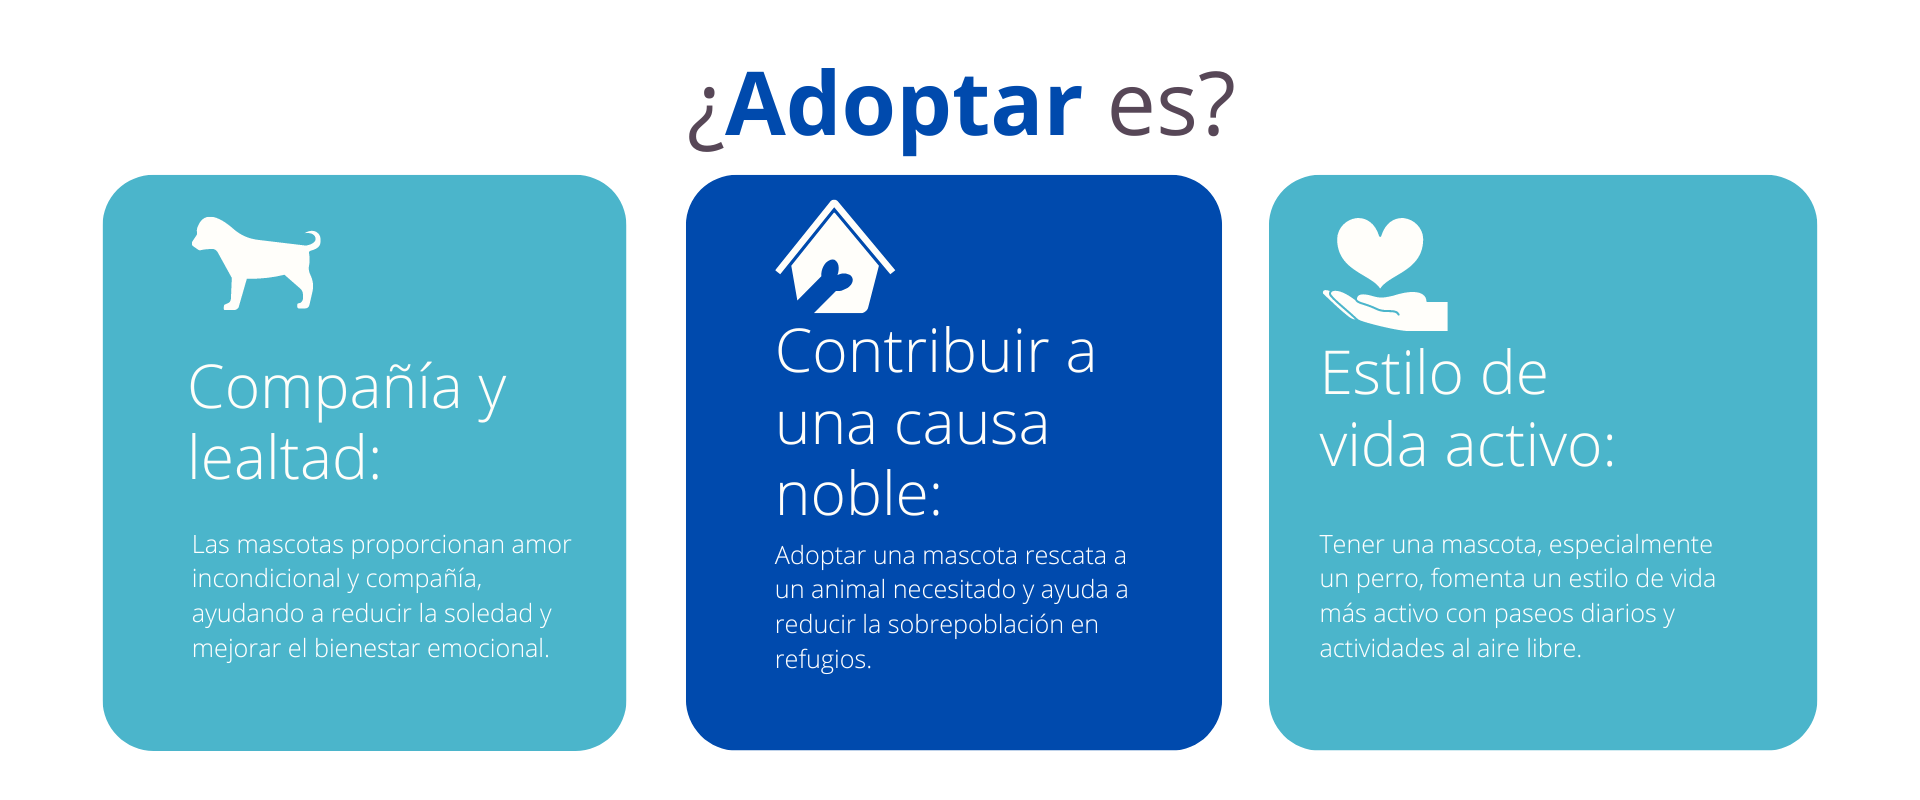 ¿Adoptar es?
Compañía y
lealtad:
Las mascotas proporcionan amor
incondicional y compañía,
ayudando a reducir la soledad y
mejorar el bienestar emocional.
Contribuir a
una causa
noble:
Adoptar una mascota rescata a
un animal necesitado y ayuda a
reducir la sobrepoblación en
refugios.
Estilo de
vida activo:
Tener una mascota, especialmente
un perro, fomenta un estilo de vida
más activo con paseos diarios y
actividades al aire libre.